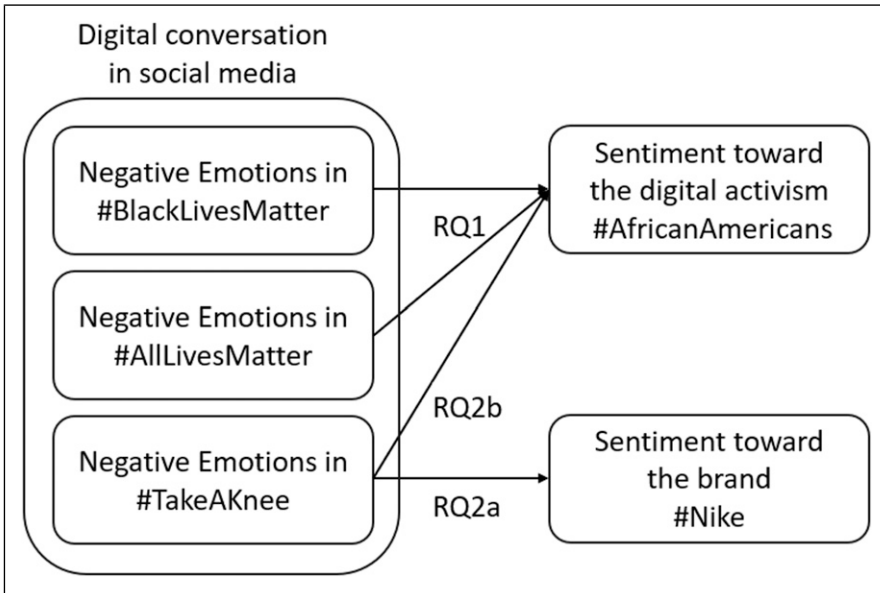 Digital conversation
in social media
Negative Emotions in
#BlackLivesMatter
Negative Emotions in
#AllLivesMatter
Negative Emotions in
#TakeAKnee
RQ1
RQ2b
RQ2a
Sentiment toward
the digital activism
#AfricanAmericans
Sentiment toward
the brand
#Nike